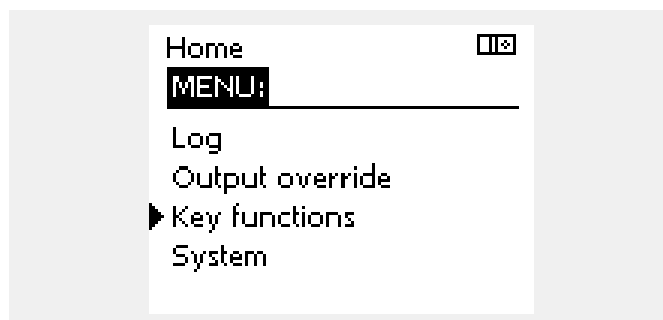 Home
MENU:
Log
Output override
Key functions
System